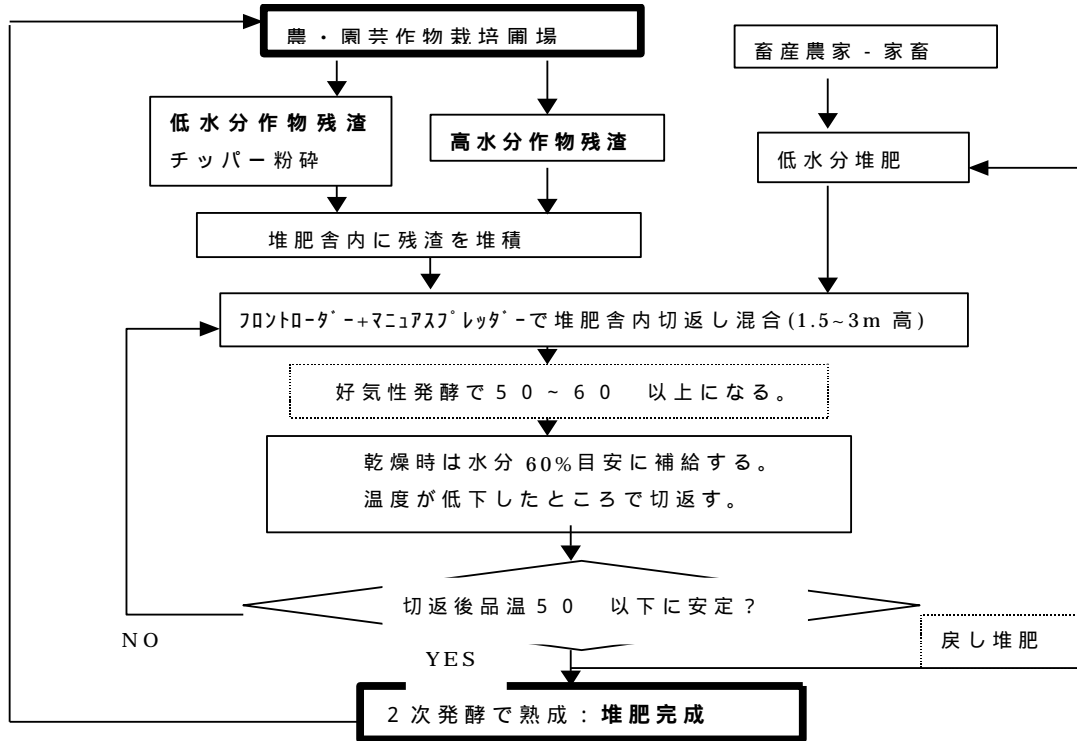 農・園芸作物栽培圃場
畜産農家 - 家畜
低水分作物残渣
チッパー粉砕
高水分作物残渣
低水分堆肥
堆肥舎内に残渣を堆積
ﾌﾛﾝﾄﾛｰﾀﾞｰ+ﾏﾆｭｱｽﾌﾟﾚｯﾀﾞｰで堆肥舎内切返し混合(1.5~3m 高)
好気性発酵で50~60 以上になる。
乾燥時は水分 60%目安に補給する。
温度が低下したところで切返す。
切返後品温50 以下に安定?
NO
YES
戻し堆肥
2次発酵で熟成:堆肥完成